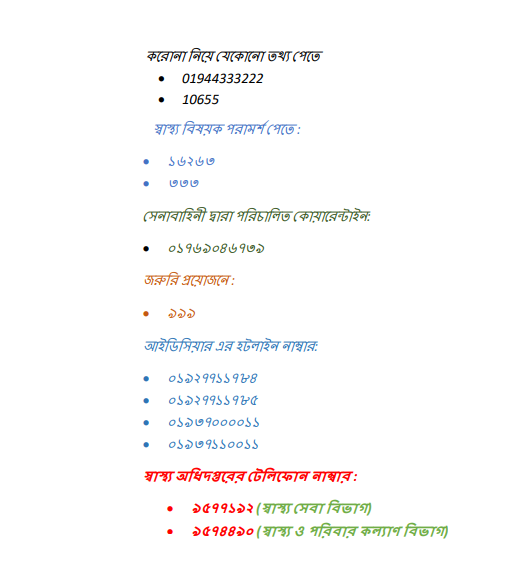 করোনা নিয়ে যেকোনো তথ্য পেতে
• 01944333222
• 10655
স্বাস্থ্য বিষয়ক পরামর্শ পেতে :
• ১৬২৬৩
• ৩৩৩
সেনাবাহিনী দ্বারা পরিচালিত কোয়ারেন্টাইন:
• ০১৭৬৯০৪৬৭৩৯
জরুরি প্রয়োজনে :
• ৯৯৯
আইডিসিয়ার এর হটলাইন নাম্বার:
• ০১৯২৭৭১১৭৮৪
• ০১৯২৭৭১১৭৮৫
• ০১৯৩৭০০০০১১
• ০১৯৩৭১১০০১১
স্বাস্থ্য অধিদপ্তরের টেলিফোন নাম্বার :
• ৯৫৭৭১৯২ (স্বাস্থ্য সেবা বিভাগ)
• ৯৫৭৪৪৯০ (স্বাস্থ্য ও পরিবার কল্যাণ বিভাগ)